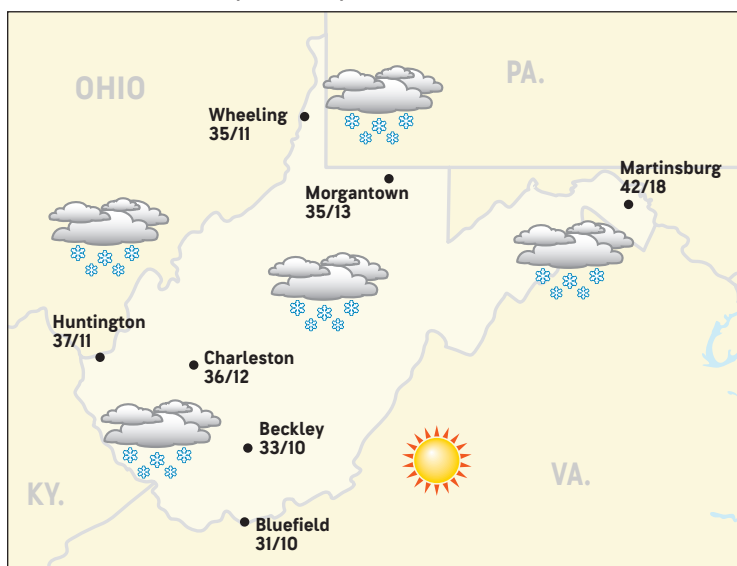 OHIO
PA.
Wheeling
35/11
Martinsburg
42/18
Morgantown
35/13
Huntington
37/11
Charleston
36/12
Beckley
33/10
KY.
VA.
Bluefield
31/10